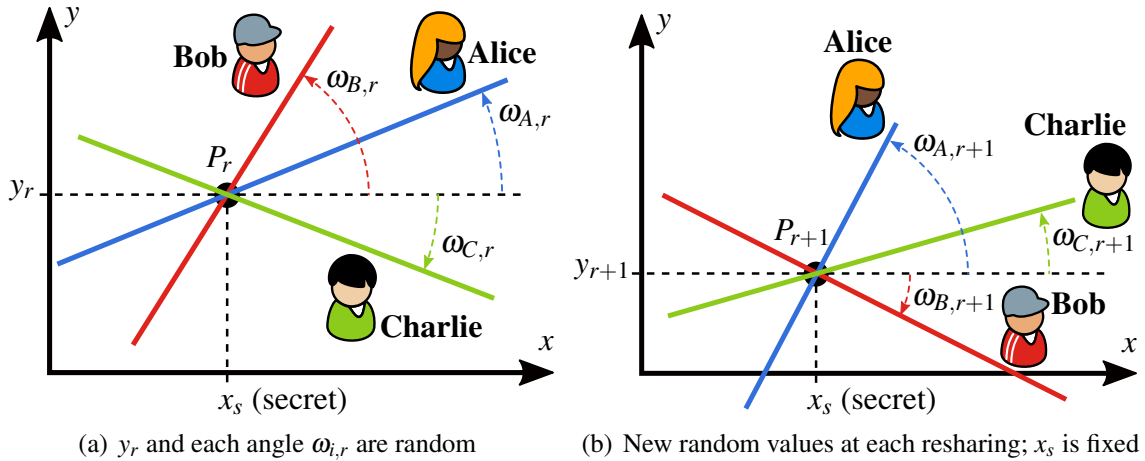 y
Bob
Alice
ω_{B,r}
ω_{A,r}
P_r
y_r
ω_{C,r}
Charlie
x
x_s (secret)
(a) y_r and each angle ω_{i,r} are random
y
Alice
Charlie
ω_{A,r+1}
P_{r+1}
ω_{C,r+1}
y_{r+1}
ω_{B,r+1}
Bob
x
x_s (secret)
(b) New random values at each resharing; x_s is fixed